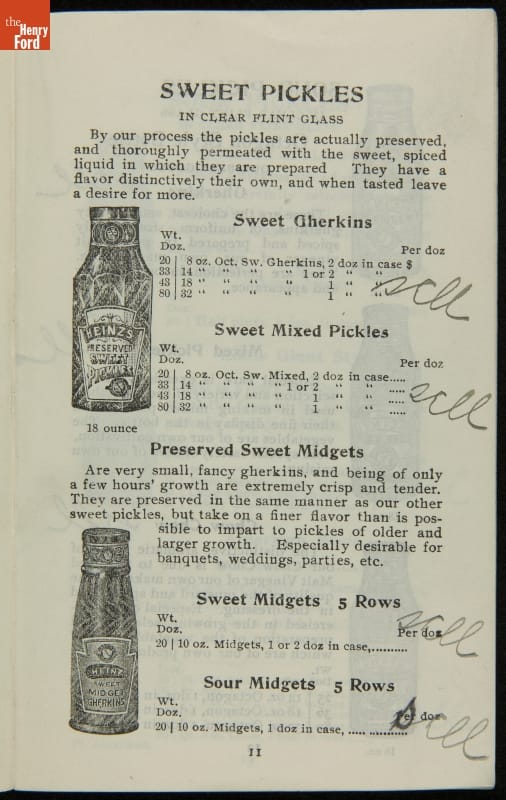 the
Henry
Ford
SWEET PICKLES
IN CLEAR FLINT GLASS
By our process the pickles are actually preserved,
and thoroughly permeated with the sweet, spiced
liquid in which they are prepared They have a
flavor distinctively their own, and when tasted leave
a desire for more.
Sweet Gherkins
Wt.
Doz. Per doz
20 | 8 oz. Oct. Sw. Gherkins, 2 doz in case $
33 | 14 " " " " 1 or 2 " "
43 | 18 " " " " 1 " "
80 | 32 " " " " 1 " "
sell
HEINZ'S
PRESERVED
SWEET
PICKLES
18 ounce
Sweet Mixed Pickles
Wt.
Doz. Per doz
20 | 8 oz. Oct. Sw. Mixed, 2 doz in case.....
33 | 14 " " " " 1 or 2 " " .....
43 | 18 " " " " 1 " " .....
80 | 32 " " " " 1 " " .....
sell
Preserved Sweet Midgets
Are very small, fancy gherkins, and being of only
a few hours' growth are extremely crisp and tender.
They are preserved in the same manner as our other
sweet pickles, but take on a finer flavor than is pos-
sible to impart to pickles of older and
larger growth. Especially desirable for
banquets, weddings, parties, etc.
HEINZ
SWEET
MIDGET
GHERKINS
Sweet Midgets 5 Rows
Wt.
Doz. Per doz
20 | 10 oz. Midgets, 1 or 2 doz in case,...........
sell
Sour Midgets 5 Rows
Wt.
Doz. Per doz
20 | 10 oz. Midgets, 1 doz in case, ..... ............
sell
11